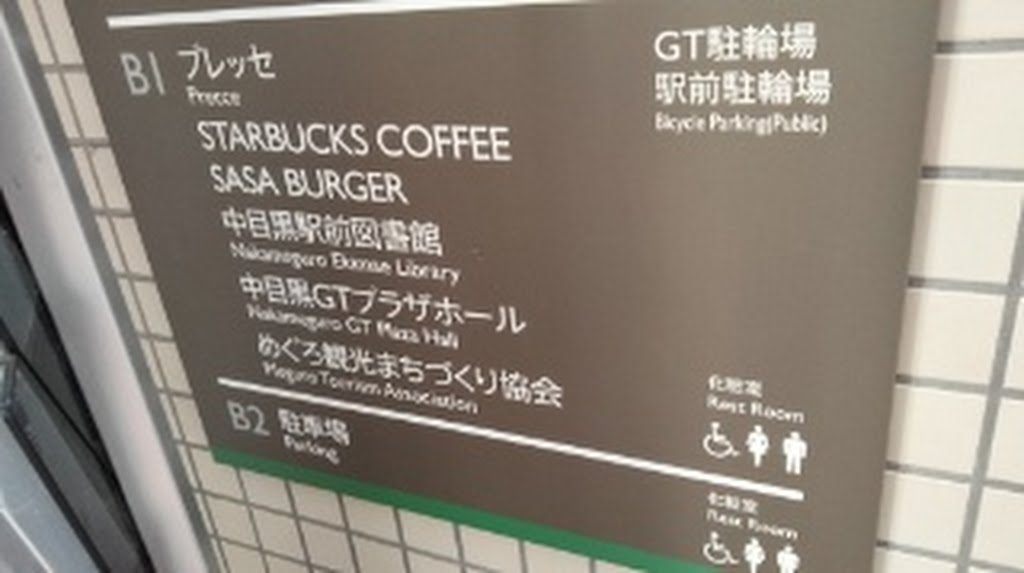 B1 プレッセ
Precce
STARBUCKS COFFEE
SASA BURGER
中目黒駅前図書館
Nakameguro Ekimae Library
中目黒GTプラザホール
Nakameguro GT Plaza Hall
めぐろ観光まちづくり協会
Meguro Tourism Association
GT駐輪場
駅前駐輪場
Bicycle Parking(Public)
化粧室
Rest Room
B2 駐車場
Parking
化粧室
Rest Room